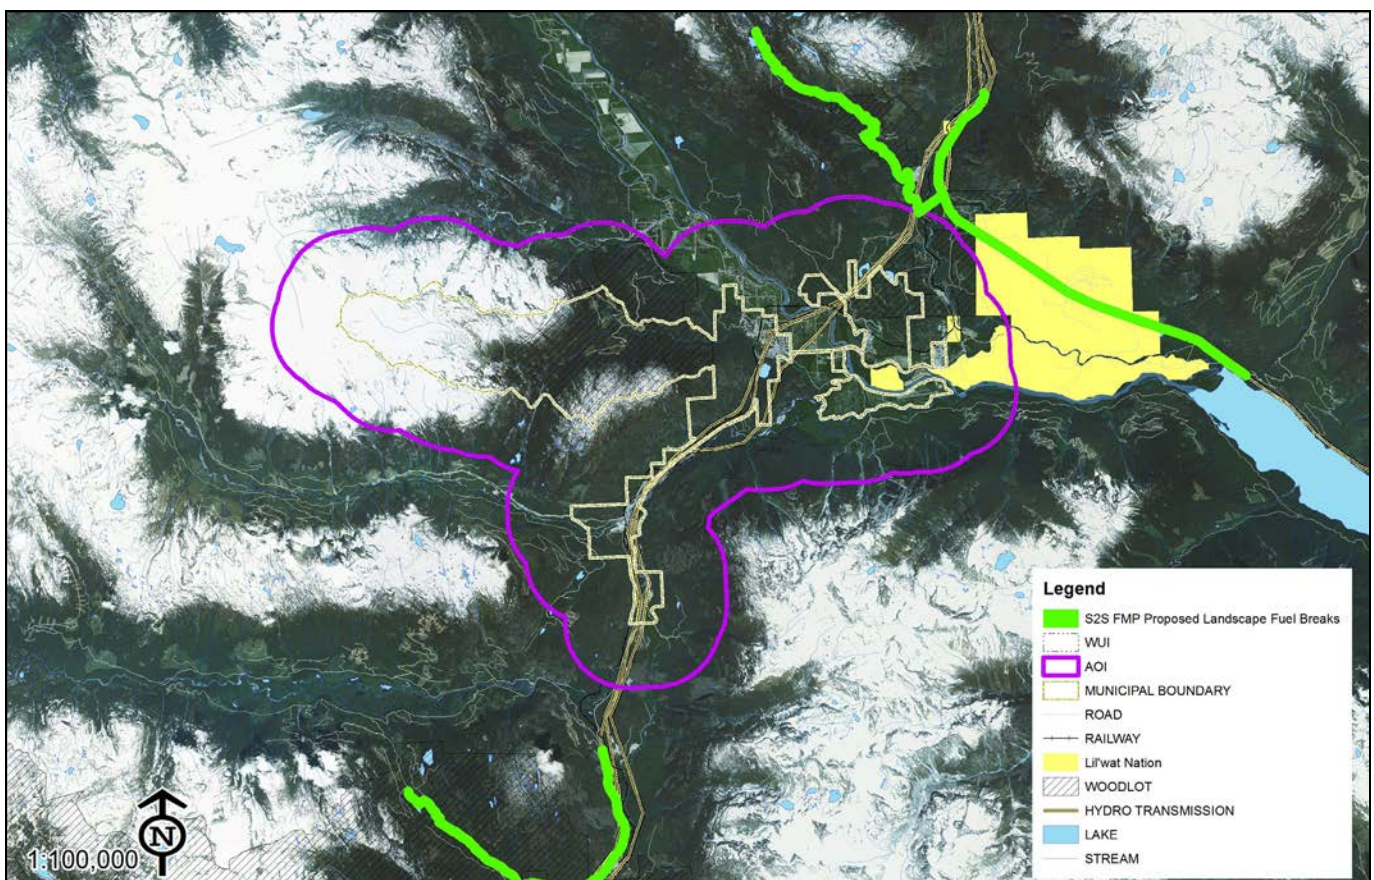 Legend
S2S FMP Proposed Landscape Fuel Breaks
WUI
AOI
MUNICIPAL BOUNDARY
ROAD
RAILWAY
Lil'wat Nation
WOODLOT
HYDRO TRANSMISSION
LAKE
STREAM
N
1:100,000